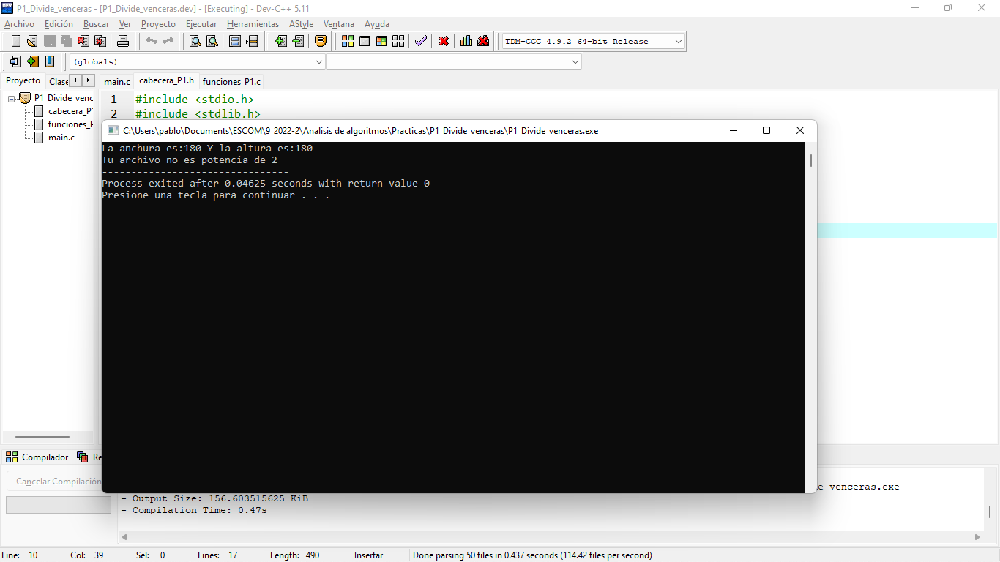 P1_Divide_venceras - [P1_Divide_venceras.dev] - [Executing] - Dev-C++ 5.11
Archivo Edición Buscar Ver Proyecto Ejecutar Herramientas AStyle Ventana Ayuda
TDM-GCC 4.9.2 64-bit Release
(globals)
Proyecto Clase main.c cabecera_P1.h funciones_P1.c
P1_Divide_venc
cabecera_P
funciones_P
main.c
1 #include <stdio.h>
2 #include <stdlib.h>
C:\Users\pablo\Documents\ESCOM\9_2022-2\Analisis de algoritmos\Practicas\P1_Divide_venceras\P1_Divide_venceras.exe
La anchura es:180 Y la altura es:180
Tu archivo no es potencia de 2
--------------------------------
Process exited after 0.04625 seconds with return value 0
Presione una tecla para continuar . . .
Compilador Re
Cancelar Compilación
e_venceras.exe
- Output Size: 156.603515625 KiB
- Compilation Time: 0.47s
Line: 10 Col: 39 Sel: 0 Lines: 17 Length: 490 Insertar Done parsing 50 files in 0.437 seconds (114.42 files per second)